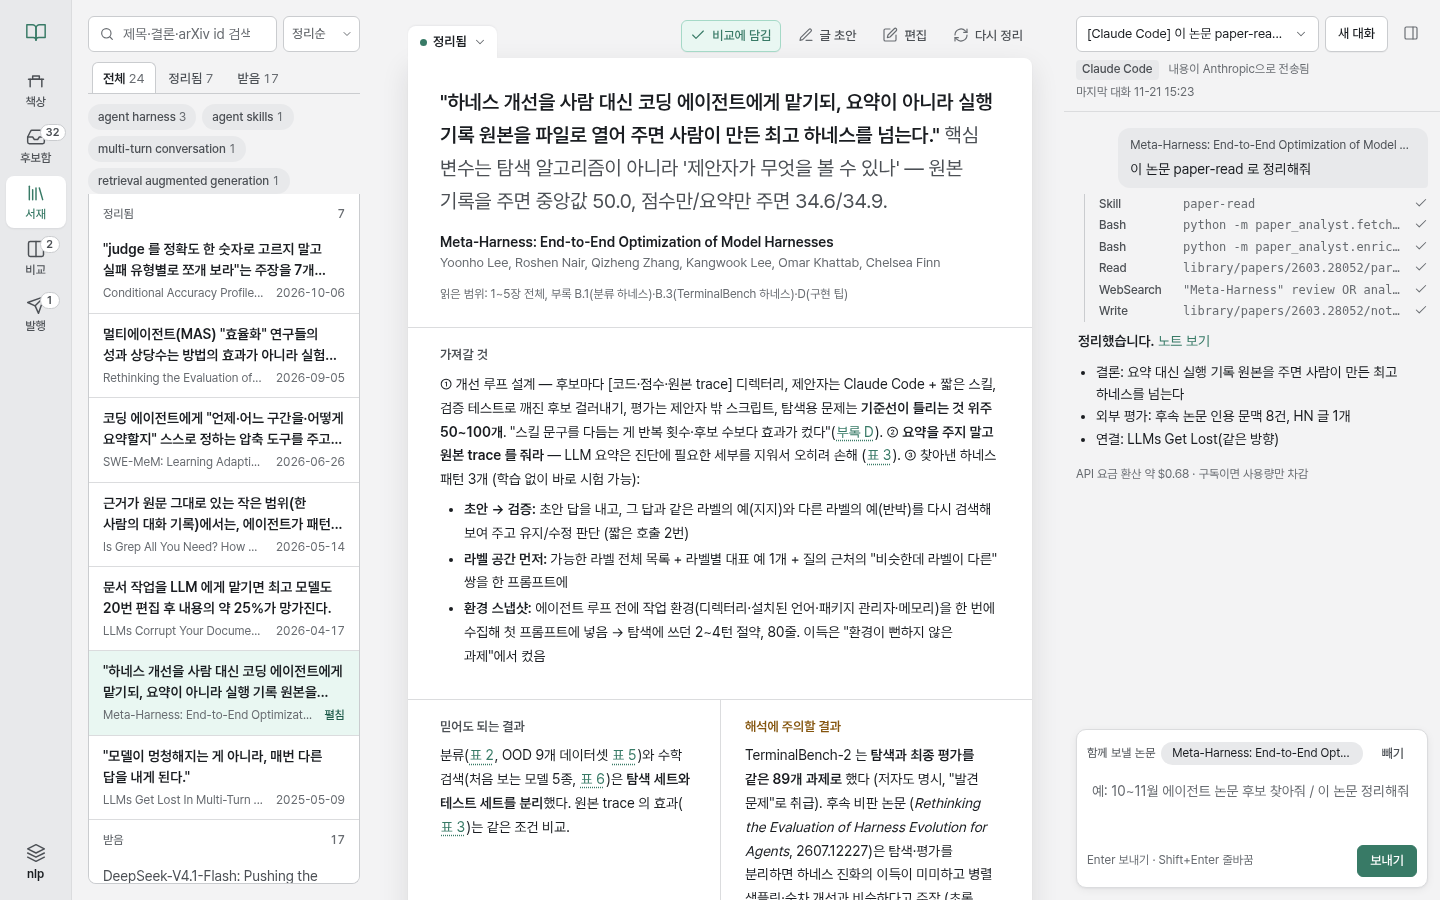 책상
32
후보함
서재
2
비교
1
발행
nlp
제목·결론·arXiv id 검색
정리순
전체 24
정리됨 7
받음 17
agent harness 3
agent skills 1
multi-turn conversation 1
retrieval augmented generation 1
정리됨
7
"judge 를 정확도 한 숫자로 고르지 말고
실패 유형별로 쪼개 보라"는 주장을 7개...
Conditional Accuracy Profile...
2026-10-06
멀티에이전트(MAS) "효율화" 연구들의
성과 상당수는 방법의 효과가 아니라 실험...
Rethinking the Evaluation of...
2026-09-05
코딩 에이전트에게 "언제·어느 구간을·어떻게
요약할지" 스스로 정하는 압축 도구를 주고...
SWE-MeM: Learning Adapti...
2026-06-26
근거가 원문 그대로 있는 작은 범위(한
사람의 대화 기록)에서는, 에이전트가 패턴...
Is Grep All You Need? How ...
2026-05-14
문서 작업을 LLM 에게 맡기면 최고 모델도
20번 편집 후 내용의 약 25%가 망가진다.
LLMs Corrupt Your Docume...
2026-04-17
"하네스 개선을 사람 대신 코딩 에이전트에게
맡기되, 요약이 아니라 실행 기록 원본을...
Meta-Harness: End-to-End Optimizat...
펼침
"모델이 멍청해지는 게 아니라, 매번 다른
답을 내게 된다."
LLMs Get Lost In Multi-Turn ...
2025-05-09
받음
17
DeepSeek-V4.1-Flash: Pushing the
정리됨
비교에 담김
글 초안
편집
다시 정리
"하네스 개선을 사람 대신 코딩 에이전트에게 맡기되, 요약이 아니라 실행
기록 원본을 파일로 열어 주면 사람이 만든 최고 하네스를 넘는다." 핵심
변수는 탐색 알고리즘이 아니라 '제안자가 무엇을 볼 수 있나' — 원본
기록을 주면 중앙값 50.0, 점수만/요약만 주면 34.6/34.9.
Meta-Harness: End-to-End Optimization of Model Harnesses
Yoonho Lee, Roshen Nair, Qizheng Zhang, Kangwook Lee, Omar Khattab, Chelsea Finn
읽은 범위: 1~5장 전체, 부록 B.1(분류 하네스)·B.3(TerminalBench 하네스)·D(구현 팁)
가져갈 것
① 개선 루프 설계 — 후보마다 [코드·점수·원본 trace] 디렉터리, 제안자는 Claude Code + 짧은 스킬,
검증 테스트로 깨진 후보 걸러내기, 평가는 제안자 밖 스크립트, 탐색용 문제는 기준선이 틀리는 것 위주
50~100개. "스킬 문구를 다듬는 게 반복 횟수·후보 수보다 효과가 컸다"(부록 D). ② 요약을 주지 말고
원본 trace 를 줘라 — LLM 요약은 진단에 필요한 세부를 지워서 오히려 손해 (표 3). ③ 찾아낸 하네스
패턴 3개 (학습 없이 바로 시험 가능):
• 초안 → 검증: 초안 답을 내고, 그 답과 같은 라벨의 예(지지)와 다른 라벨의 예(반박)를 다시 검색해
보여 주고 유지/수정 판단 (짧은 호출 2번)
• 라벨 공간 먼저: 가능한 라벨 전체 목록 + 라벨별 대표 예 1개 + 질의 근처의 "비슷한데 라벨이 다른"
쌍을 한 프롬프트에
• 환경 스냅샷: 에이전트 루프 전에 작업 환경(디렉터리·설치된 언어·패키지 관리자·메모리)을 한 번에
수집해 첫 프롬프트에 넣음 → 탐색에 쓰던 2~4턴 절약, 80줄. 이득은 "환경이 뻔하지 않은
과제"에서 컸음
믿어도 되는 결과
분류(표 2, OOD 9개 데이터셋 표 5)와 수학
검색(처음 보는 모델 5종, 표 6)은 탐색 세트와
테스트 세트를 분리했다. 원본 trace 의 효과(
표 3)는 같은 조건 비교.
해석에 주의할 결과
TerminalBench-2 는 탐색과 최종 평가를
같은 89개 과제로 했다 (저자도 명시, "발견
문제"로 취급). 후속 비판 논문 (Rethinking
the Evaluation of Harness Evolution for
Agents, 2607.12227)은 탐색·평가를
분리하면 하네스 진화의 이득이 미미하고 병렬
샘플링·순차 개선과 비슷하다고 주장 (초록
[Claude Code] 이 논문 paper-rea...
새 대화
Claude Code
내용이 Anthropic으로 전송됨
마지막 대화 11-21 15:23
Meta-Harness: End-to-End Optimization of Model ...
이 논문 paper-read 로 정리해줘
Skill paper-read
Bash python -m paper_analyst.fetch…
Bash python -m paper_analyst.enric…
Read library/papers/2603.28052/par…
WebSearch "Meta-Harness" review OR anal…
Write library/papers/2603.28052/not…
정리했습니다. 노트 보기
• 결론: 요약 대신 실행 기록 원본을 주면 사람이 만든 최고
하네스를 넘는다
• 외부 평가: 후속 논문 인용 문맥 8건, HN 글 1개
• 연결: LLMs Get Lost(같은 방향)
API 요금 환산 약 $0.68 · 구독이면 사용량만 차감
함께 보낼 논문
Meta-Harness: End-to-End Opt...
빼기
예: 10~11월 에이전트 논문 후보 찾아줘 / 이 논문 정리해줘
Enter 보내기 · Shift+Enter 줄바꿈
보내기